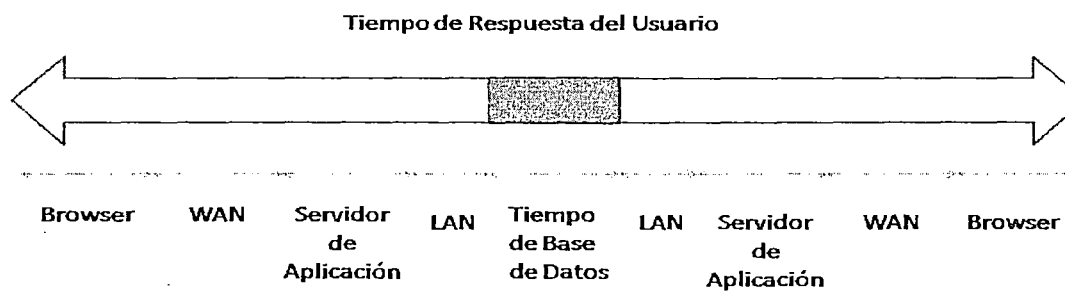 Tiempo de Respuesta del Usuario
Browser
WAN
Servidor
de
Aplicación
LAN
Tiempo
de Base
de Datos
LAN
Servidor
de
Aplicación
WAN
Browser